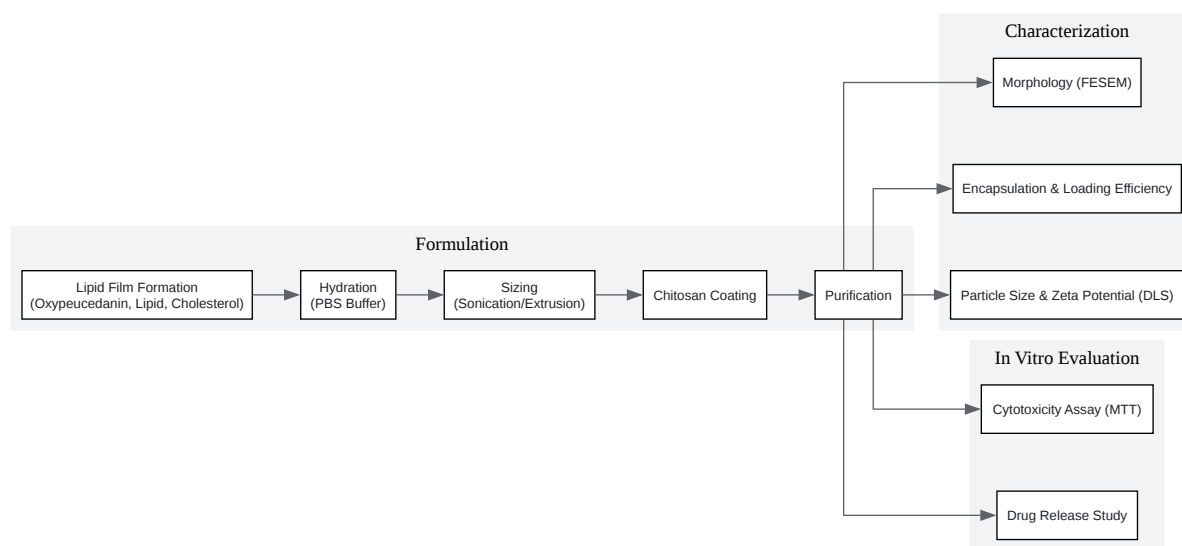 Characterization
Morphology (FESEM)
Encapsulation & Loading Efficiency
Formulation
Lipid Film Formation
(Oxypeucedanin, Lipid, Cholesterol)
Hydration
(PBS Buffer)
Sizing
(Sonication/Extrusion)
Chitosan Coating
Purification
Particle Size & Zeta Potential (DLS)
In Vitro Evaluation
Cytotoxicity Assay (MTT)
Drug Release Study